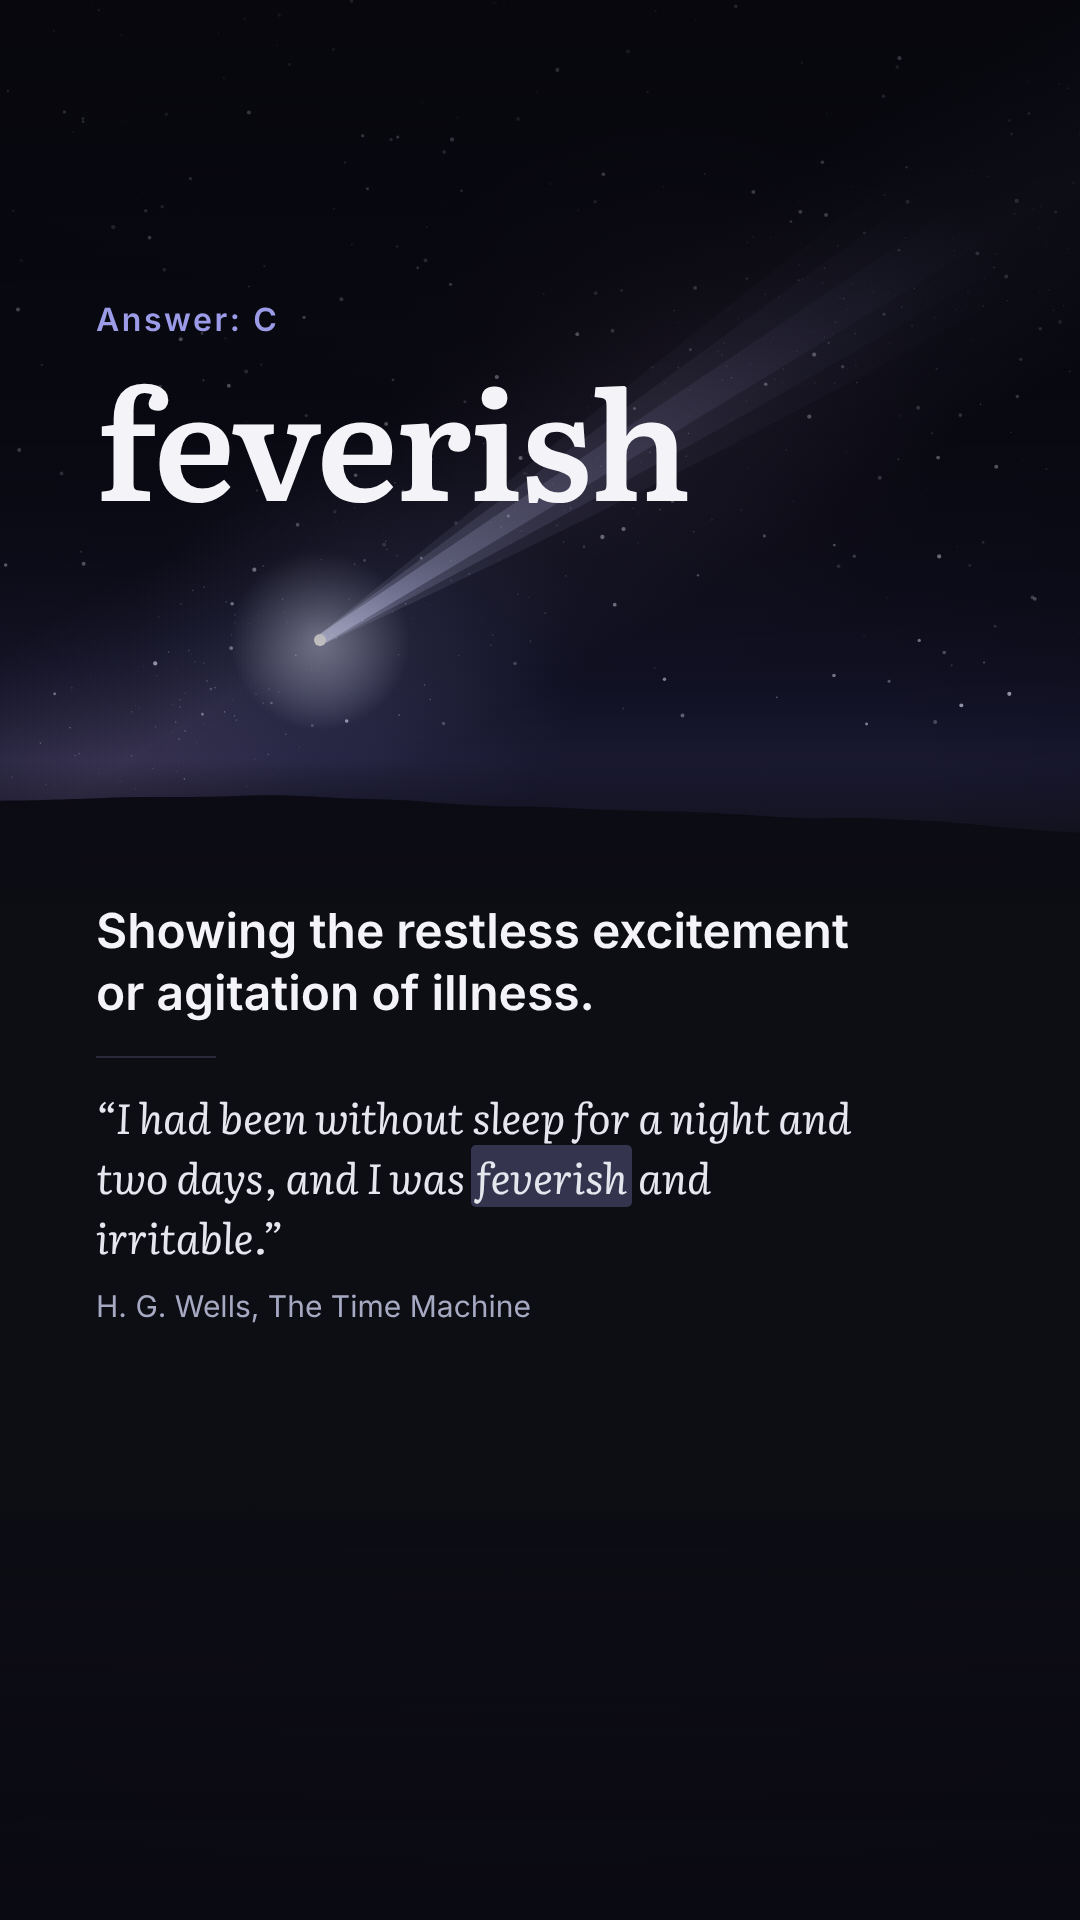 Answer: C
feverish
Showing the restless excitement
or agitation of illness.
“I had been without sleep for a night and
two days, and I was feverish and
irritable.”
H. G. Wells, The Time Machine